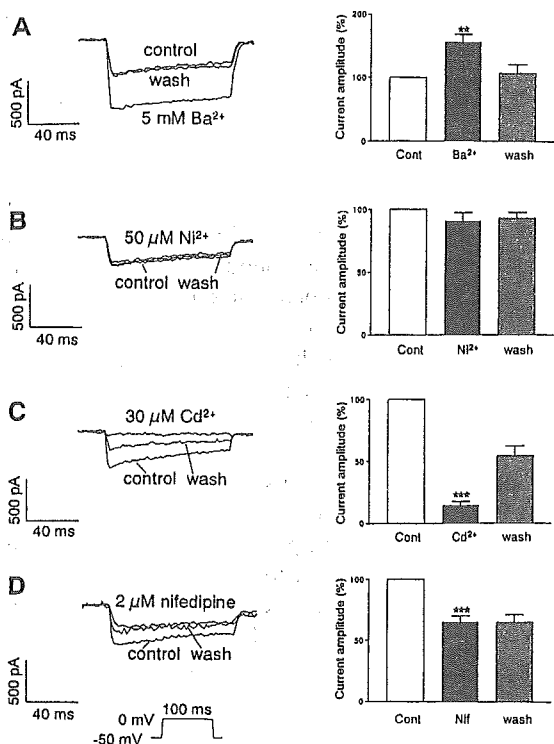 A
control
wash
5 mM Ba²⁺
500 pA
40 ms
Current amplitude (%)
200
100
0
**
Cont
Ba²⁺
wash
B
50 µM Ni²⁺
control wash
500 pA
40 ms
Current amplitude (%)
100
50
0
Cont
Ni²⁺
wash
C
30 µM Cd²⁺
control wash
500 pA
40 ms
Current amplitude (%)
100
50
0
***
Cont
Cd²⁺
wash
D
2 µM nifedipine
control wash
500 pA
40 ms
100 ms
0 mV
-50 mV
Current amplitude (%)
100
50
0
***
Cont
Nif
wash